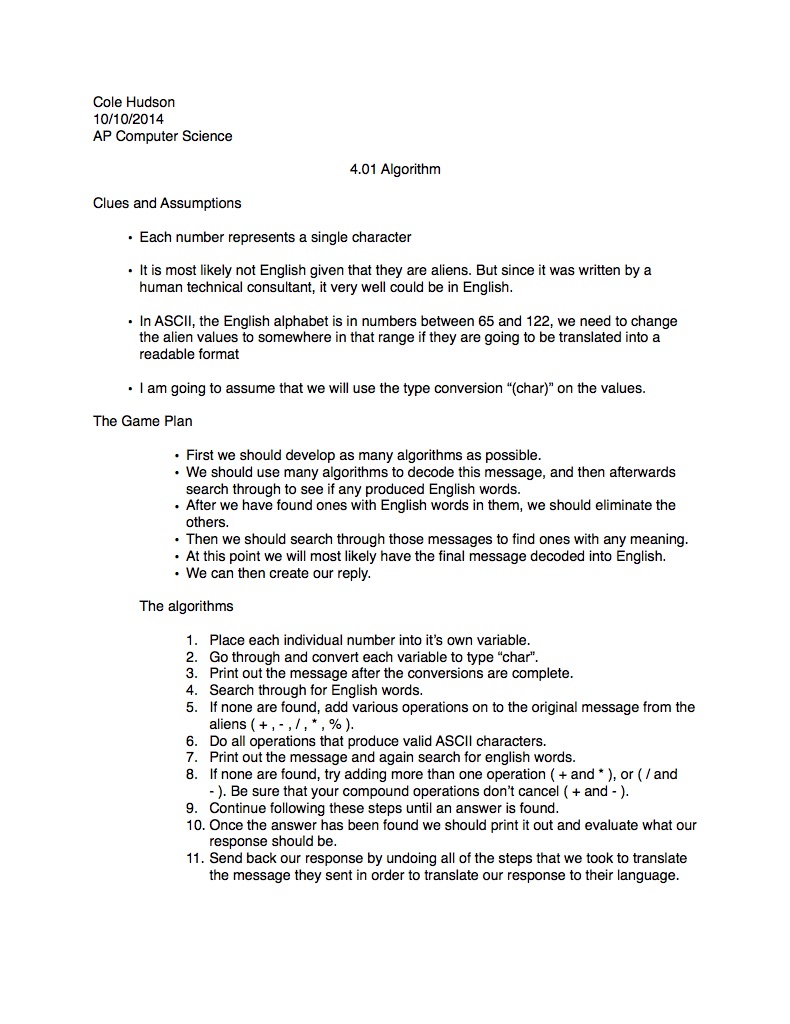 Cole Hudson
10/10/2014
AP Computer Science
4.01 Algorithm
Clues and Assumptions
• Each number represents a single character
• It is most likely not English given that they are aliens. But since it was written by a
human technical consultant, it very well could be in English.
• In ASCII, the English alphabet is in numbers between 65 and 122, we need to change
the alien values to somewhere in that range if they are going to be translated into a
readable format
• I am going to assume that we will use the type conversion “(char)” on the values.
The Game Plan
• First we should develop as many algorithms as possible.
• We should use many algorithms to decode this message, and then afterwards
search through to see if any produced English words.
• After we have found ones with English words in them, we should eliminate the
others.
• Then we should search through those messages to find ones with any meaning.
• At this point we will most likely have the final message decoded into English.
• We can then create our reply.
The algorithms
1. Place each individual number into it’s own variable.
2. Go through and convert each variable to type “char”.
3. Print out the message after the conversions are complete.
4. Search through for English words.
5. If none are found, add various operations on to the original message from the
aliens ( + , - , / , * , % ).
6. Do all operations that produce valid ASCII characters.
7. Print out the message and again search for english words.
8. If none are found, try adding more than one operation ( + and * ), or ( / and
- ). Be sure that your compound operations don’t cancel ( + and - ).
9. Continue following these steps until an answer is found.
10. Once the answer has been found we should print it out and evaluate what our
response should be.
11. Send back our response by undoing all of the steps that we took to translate
the message they sent in order to translate our response to their language.